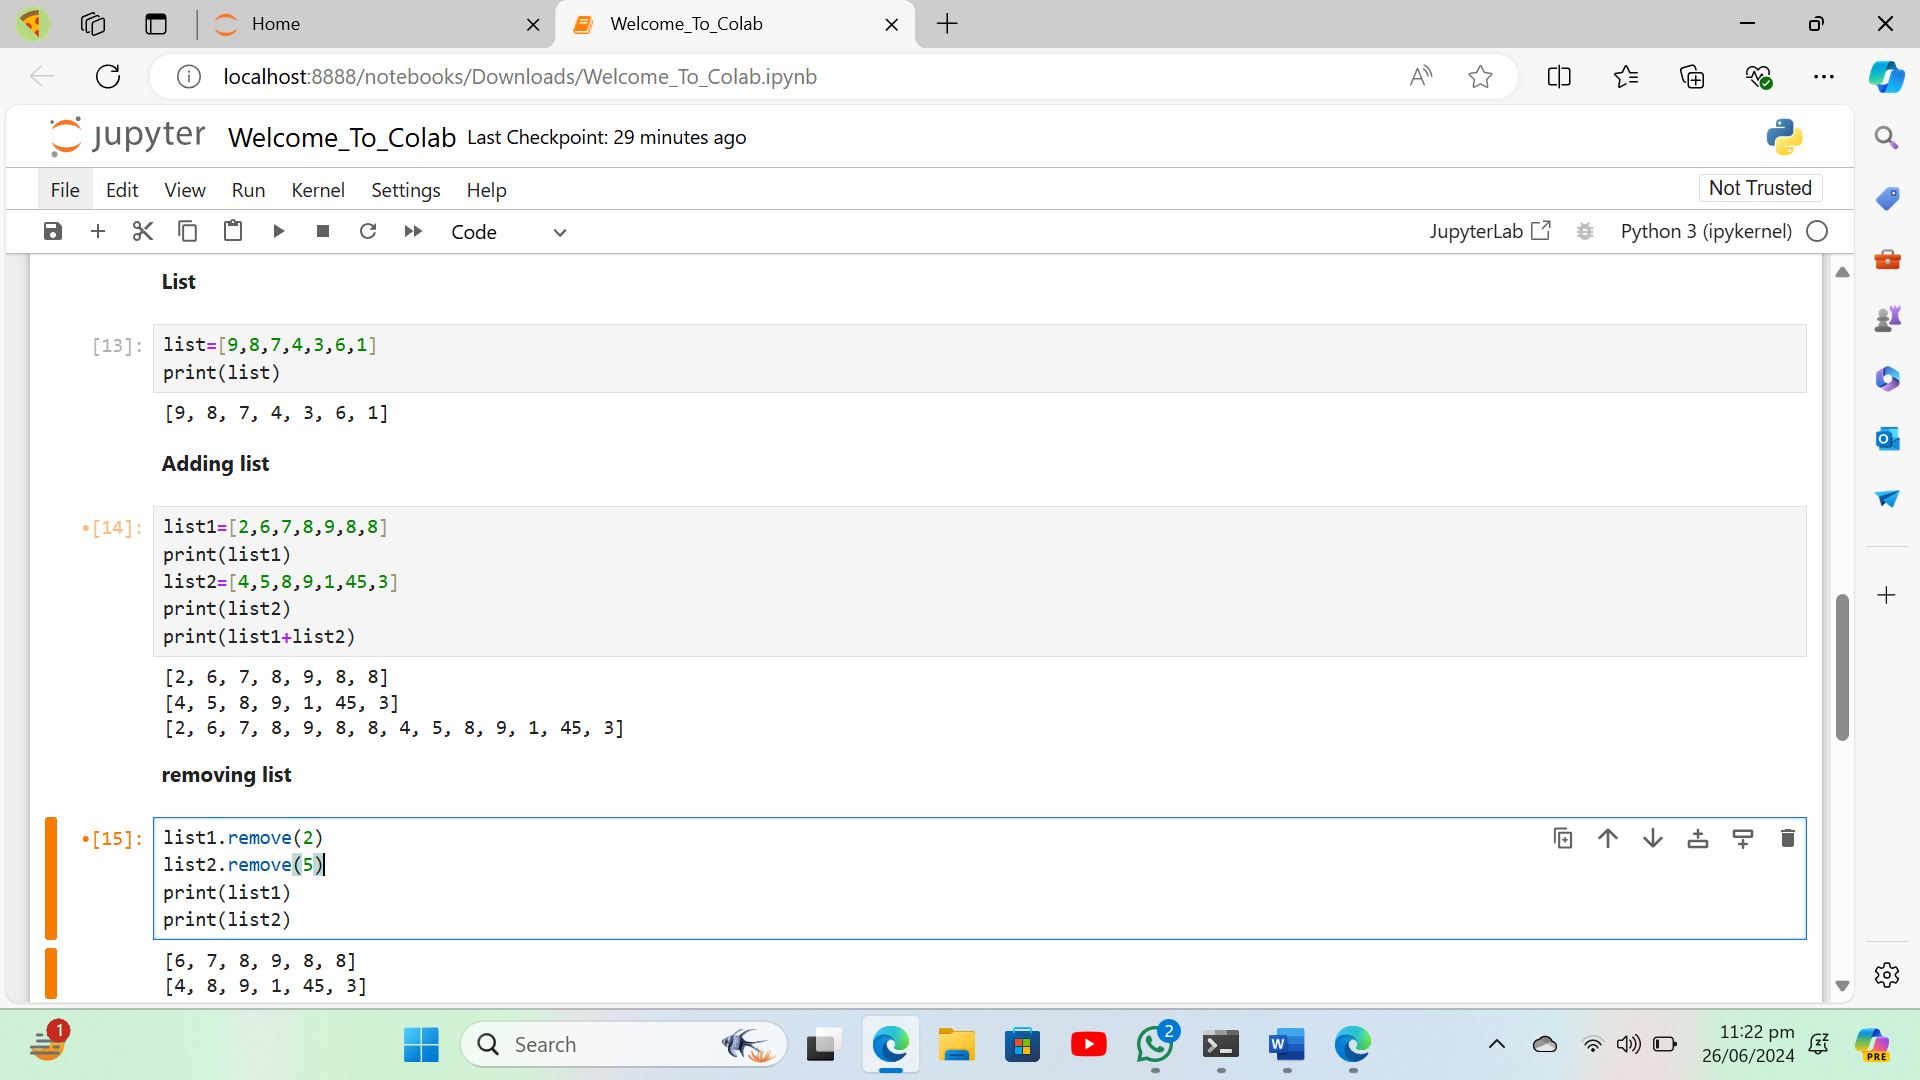 Home
Welcome_To_Colab
localhost:8888/notebooks/Downloads/Welcome_To_Colab.ipynb
jupyter Welcome_To_Colab Last Checkpoint: 29 minutes ago
File Edit View Run Kernel Settings Help
Not Trusted
Code
JupyterLab
Python 3 (ipykernel)
List
[13]:
list=[9,8,7,4,3,6,1]
print(list)
[9, 8, 7, 4, 3, 6, 1]
Adding list
•[14]:
list1=[2,6,7,8,9,8,8]
print(list1)
list2=[4,5,8,9,1,45,3]
print(list2)
print(list1+list2)
[2, 6, 7, 8, 9, 8, 8]
[4, 5, 8, 9, 1, 45, 3]
[2, 6, 7, 8, 9, 8, 8, 4, 5, 8, 9, 1, 45, 3]
removing list
•[15]:
list1.remove(2)
list2.remove(5)
print(list1)
print(list2)
[6, 7, 8, 9, 8, 8]
[4, 8, 9, 1, 45, 3]
1
Search
2
11:22 pm
26/06/2024
PRE